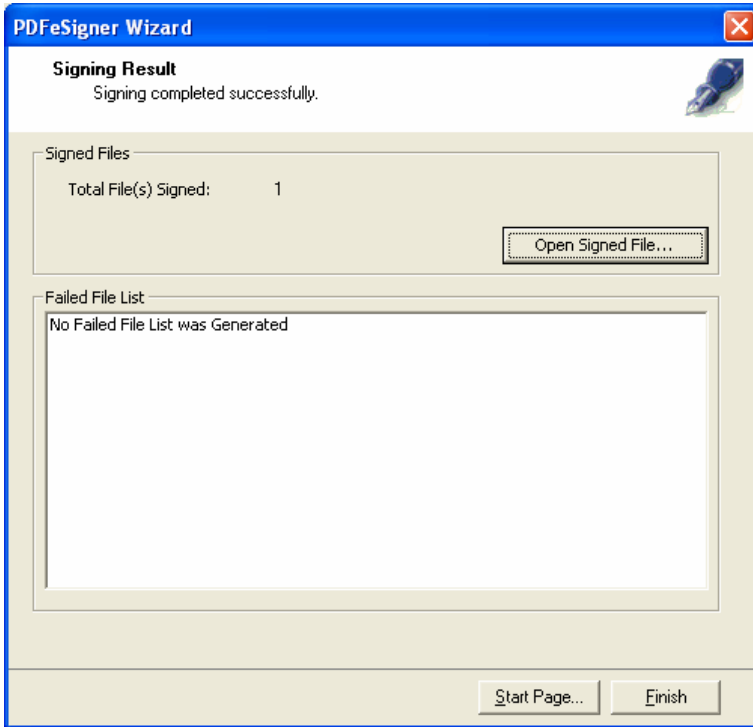 PDFeSigner Wizard
Signing Result
Signing completed successfully.
Signed Files
Total File(s) Signed: 1
Open Signed File...
Failed File List
No Failed File List was Generated
Start Page... Finish